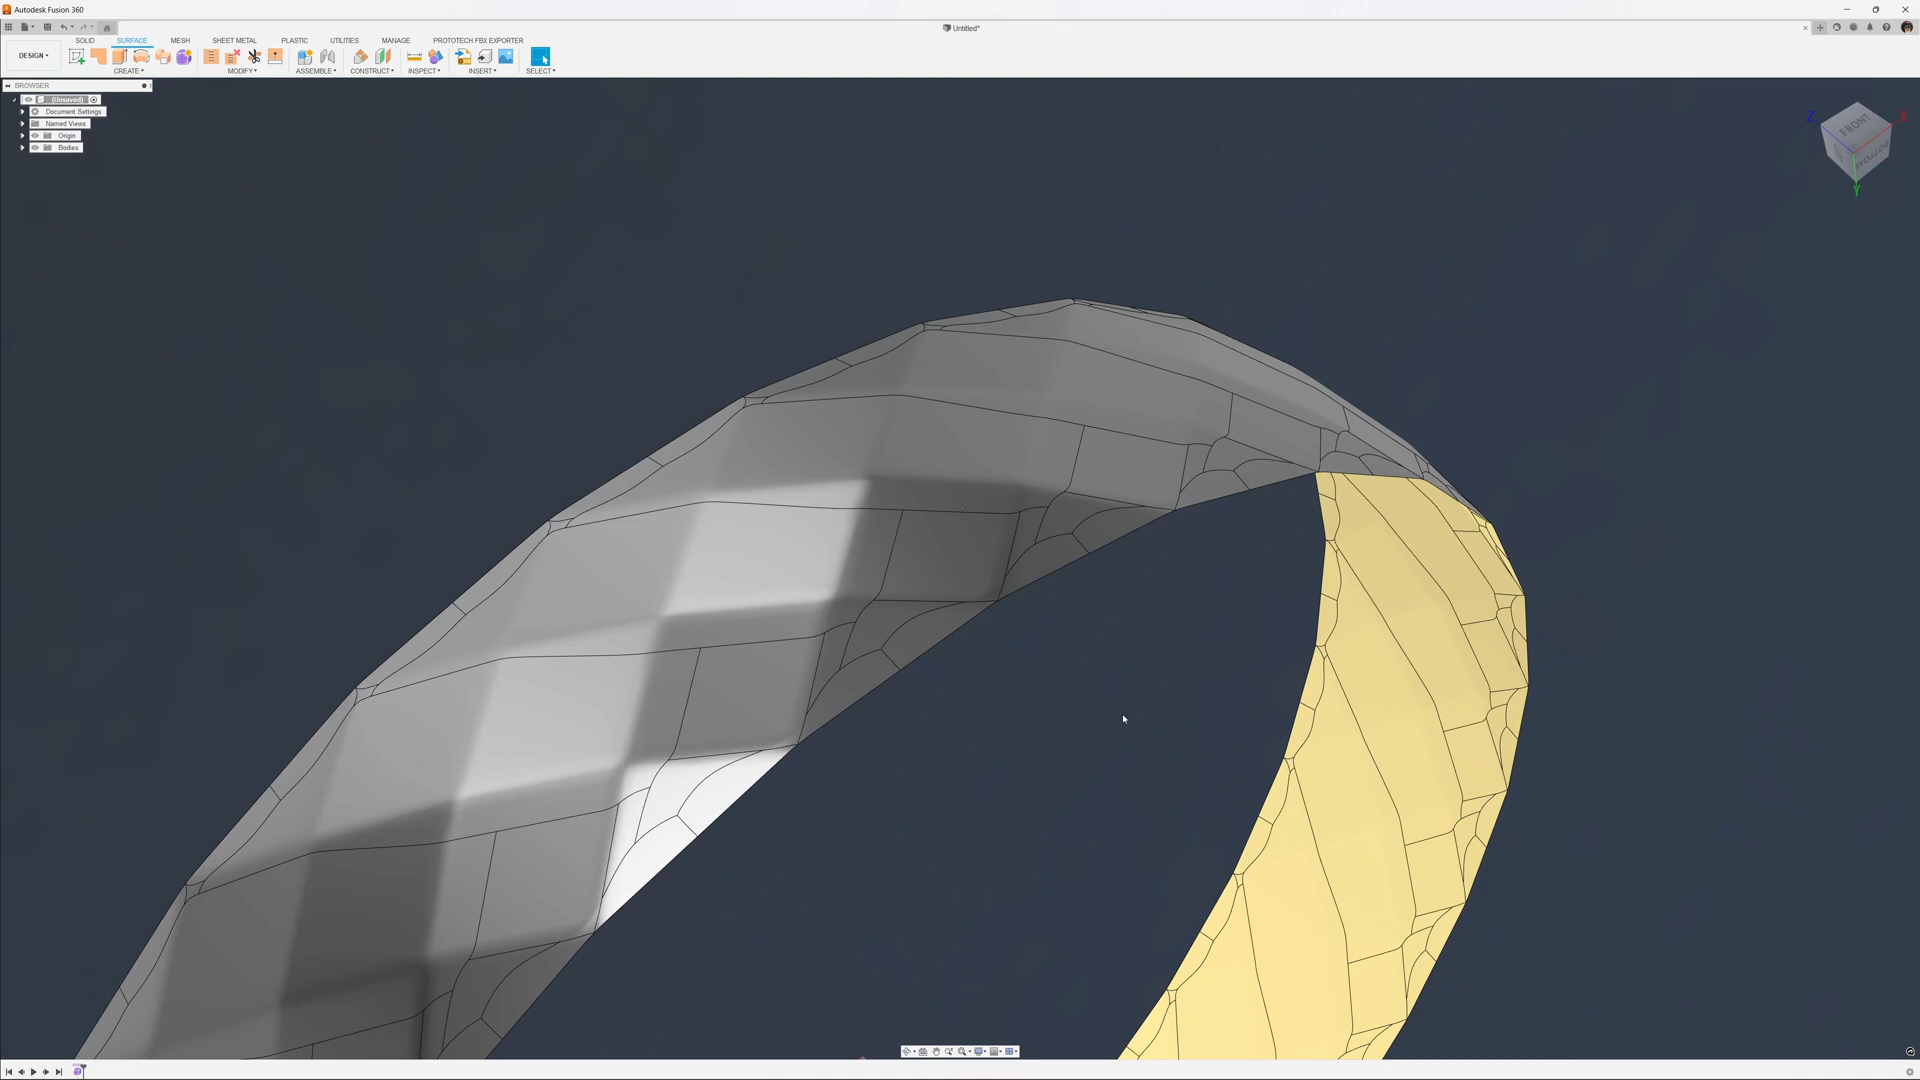 Autodesk Fusion 360
Untitled*
SOLID SURFACE MESH SHEET METAL PLASTIC UTILITIES MANAGE PROTOTECH FBX EXPORTER
DESIGN
CREATE MODIFY ASSEMBLE CONSTRUCT INSPECT INSERT SELECT
BROWSER
(Unsaved)
Document Settings
Named Views
Origin
Bodies
Z
X
FRONT
BOTTOM
Y